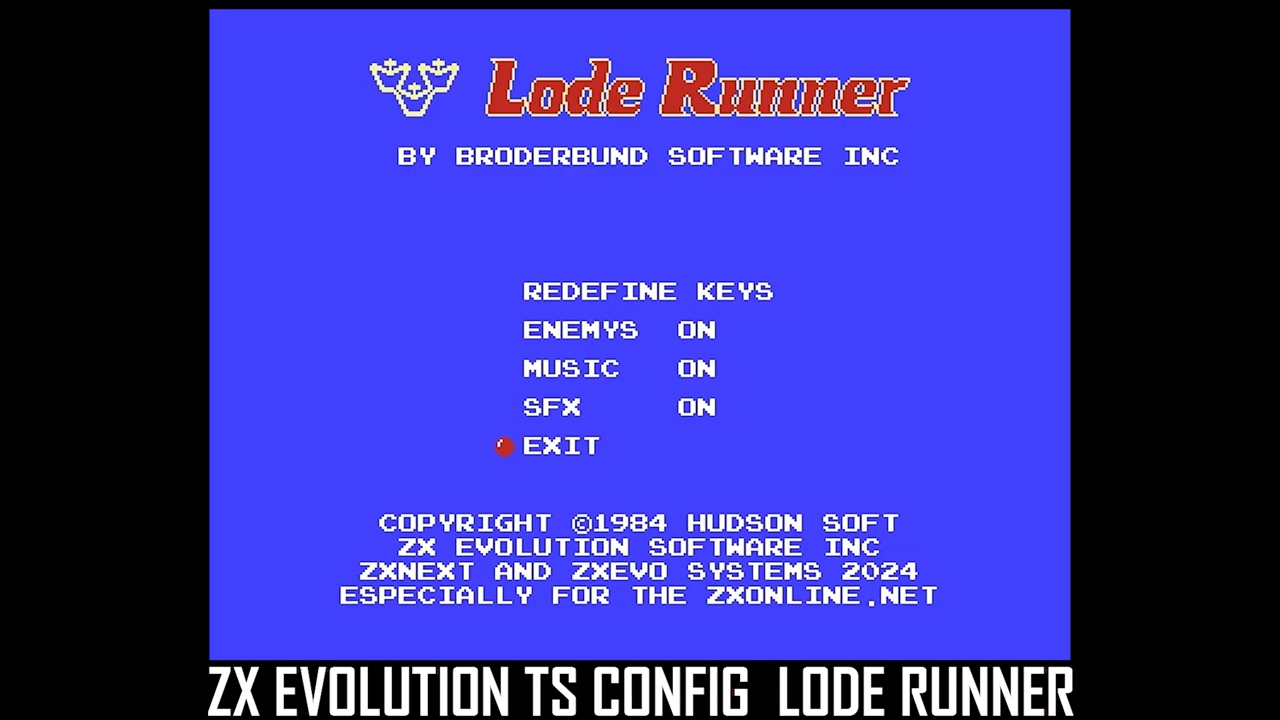 Lode Runner
BY BRODERBUND SOFTWARE INC
REDEFINE KEYS
ENEMYS ON
MUSIC ON
SFX ON
EXIT
COPYRIGHT ©1984 HUDSON SOFT
ZX EVOLUTION SOFTWARE INC
ZXNEXT AND ZXEVO SYSTEMS 2024
ESPECIALLY FOR THE ZXONLINE.NET
ZX EVOLUTION TS CONFIG LODE RUNNER